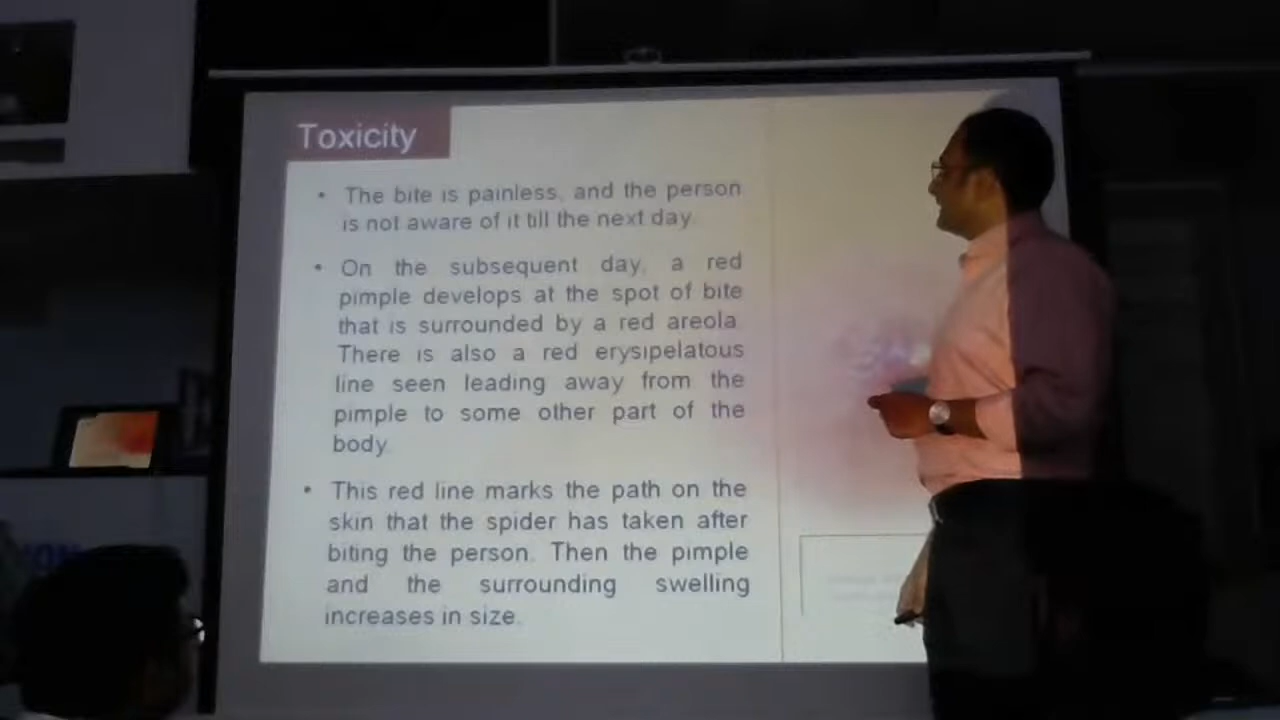 Toxicity
• The bite is painless, and the person
is not aware of it till the next day.
• On the subsequent day, a red
pimple develops at the spot of bite
that is surrounded by a red areola.
There is also a red erysipelatous
line seen leading away from the
pimple to some other part of the
body.
• This red line marks the path on the
skin that the spider has taken after
biting the person. Then the pimple
and the surrounding swelling
increases in size.